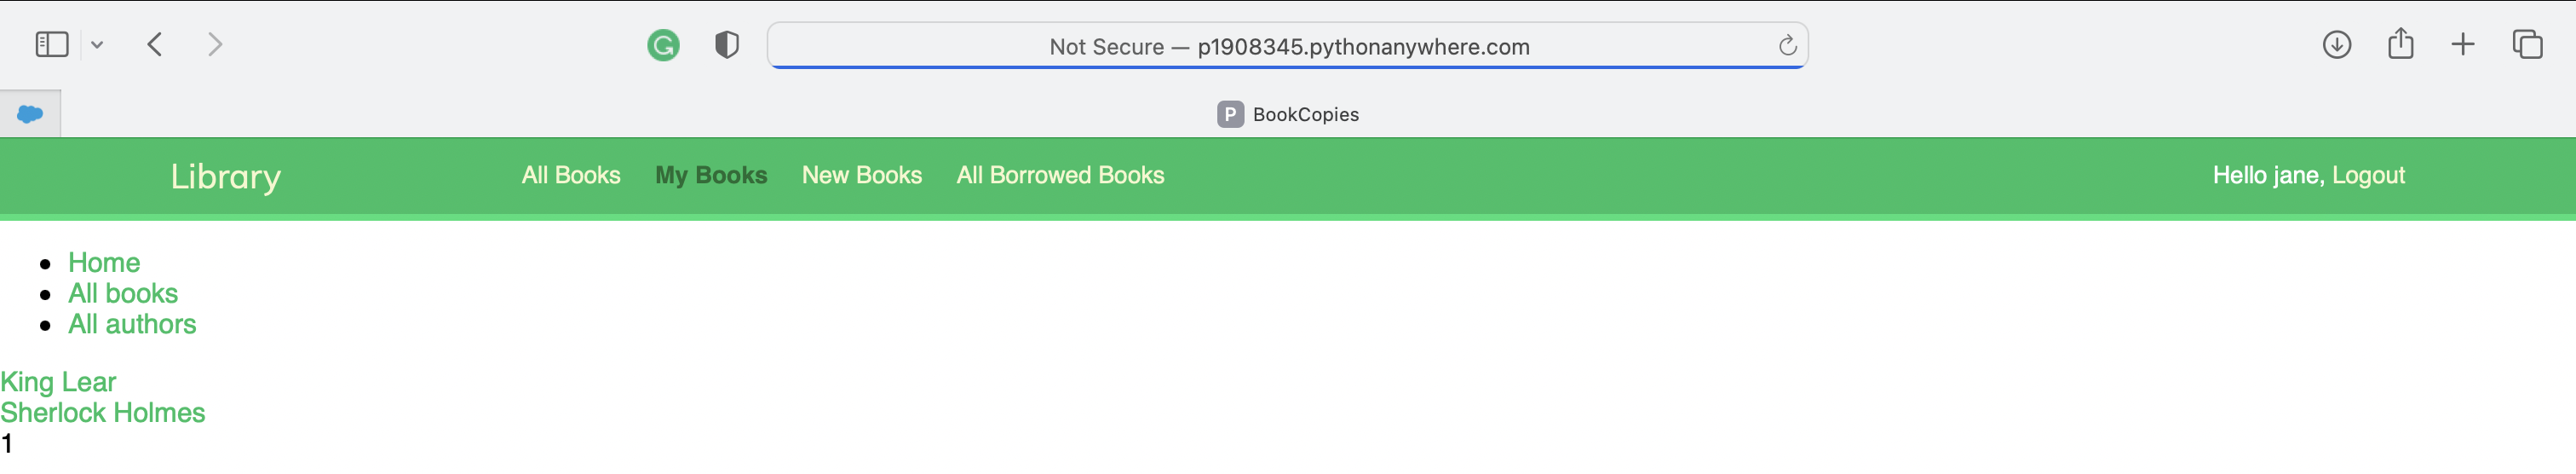 Not Secure — p1908345.pythonanywhere.com
P BookCopies
Library All Books My Books New Books All Borrowed Books Hello jane, Logout
Home
All books
All authors
King Lear
Sherlock Holmes
1